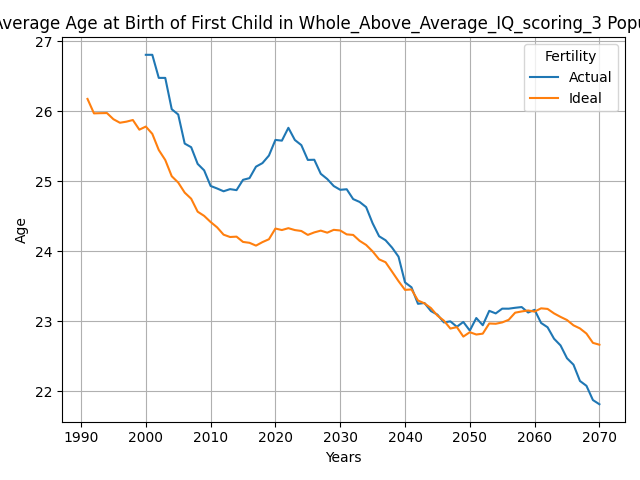 Average Age at Birth of First Child in Whole_Above_Average_IQ_scoring_3
Fertility
Actual
Ideal
27
26
25
24
23
22
Age
1990 2000 2010 2020 2030 2040 2050 2060 2070
Years